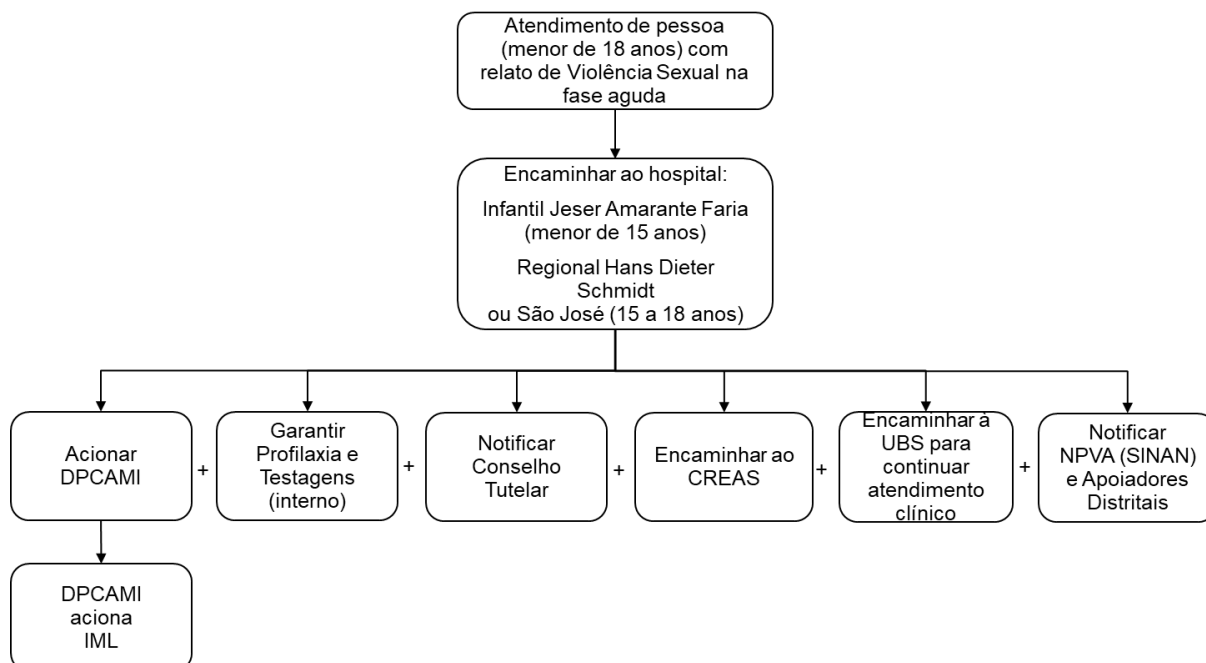 Atendimento de pessoa
(menor de 18 anos) com
relato de Violência Sexual na
fase aguda
Encaminhar ao hospital:
Infantil Jeser Amarante Faria
(menor de 15 anos)
Regional Hans Dieter
Schmidt
ou São José (15 a 18 anos)
Acionar
DPCAMI
+
Garantir
Profilaxia e
Testagens
(interno)
+
Notificar
Conselho
Tutelar
+
Encaminhar ao
CREAS
+
Encaminhar à
UBS para
continuar
atendimento
clínico
+
Notificar
NPVA (SINAN)
e Apoiadores
Distritais
DPCAMI
aciona
IML